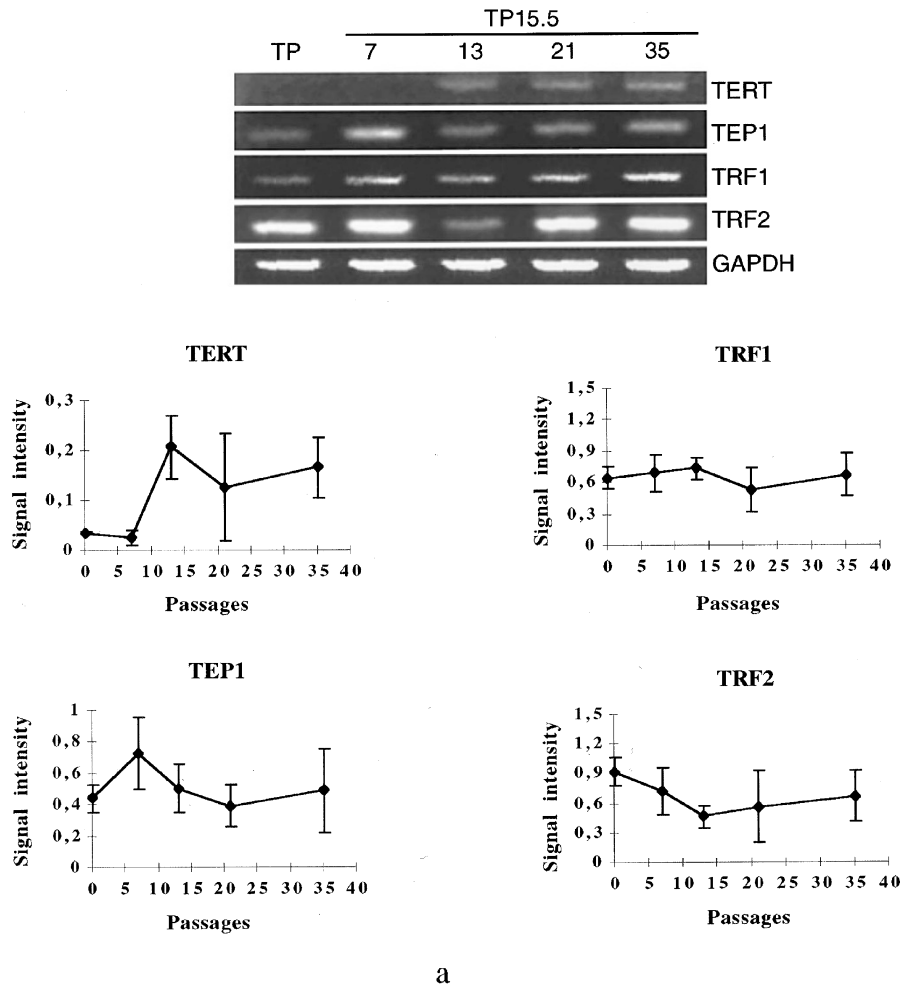 TP15.5
TP 7 13 21 35
TERT
TEP1
TRF1
TRF2
GAPDH
TERT
Signal intensity
0,3
0,2
0,1
0
0 5 10 15 20 25 30 35 40
Passages
TRF1
Signal intensity
1,5
1,2
0,9
0,6
0,3
0
0 5 10 15 20 25 30 35 40
Passages
TEP1
Signal intensity
1
0,8
0,6
0,4
0,2
0
0 5 10 15 20 25 30 35 40
Passages
TRF2
Signal intensity
1,5
1,2
0,9
0,6
0,3
0
0 5 10 15 20 25 30 35 40
Passages
a